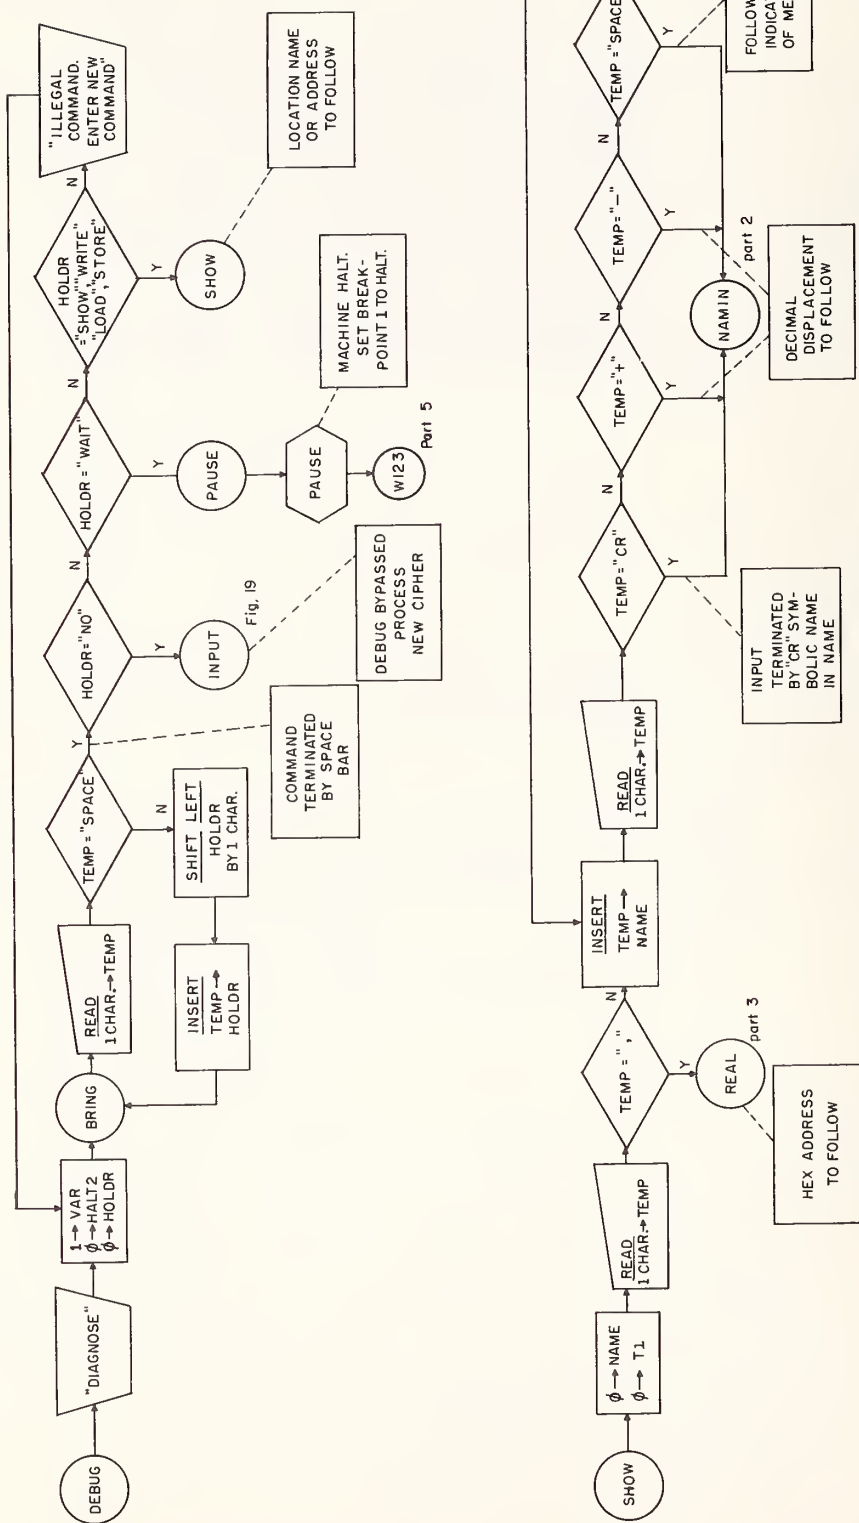 DEBUG
"DIAGNOSE"
1→VAR
ϕ→HALT2
ϕ→HOLDR
BRING
READ
1 CHAR.→TEMP
TEMP="SPACE"
Y
N
SHIFT LEFT
HOLDR
BY 1 CHAR.
INSERT
TEMP→
HOLDR
COMMAND
TERMINATED
BY SPACE
BAR
HOLDR="NO"
N
Y
INPUT
Fig. 19
DEBUG BYPASSED
PROCESS
NEW CIPHER
HOLDR="WAIT"
N
Y
PAUSE
PAUSE
W123
Part 5
MACHINE HALT.
SET BREAK-
POINT 1 TO HALT.
HOLDR
="SHOW","WRITE"
"LOAD","STORE"
N
Y
SHOW
LOCATION NAME
OR ADDRESS
TO FOLLOW
"ILLEGAL
COMMAND.
ENTER NEW
COMMAND"
SHOW
ϕ→NAME
ϕ→ T1
READ
1 CHAR.→TEMP
TEMP=","
N
Y
REAL
part 3
HEX ADDRESS
TO FOLLOW
INSERT
TEMP→
NAME
READ
1 CHAR.→TEMP
TEMP="CR"
N
Y
INPUT
TERMINATED
BY "CR" SYM-
BOLIC NAME
IN NAME
TEMP="+"
N
Y
TEMP="—"
N
Y
NAMIN
part 2
DECIMAL
DISPLACEMENT
TO FOLLOW
TEMP="SPACE
Y
FOLLOW
INDICA
OF ME